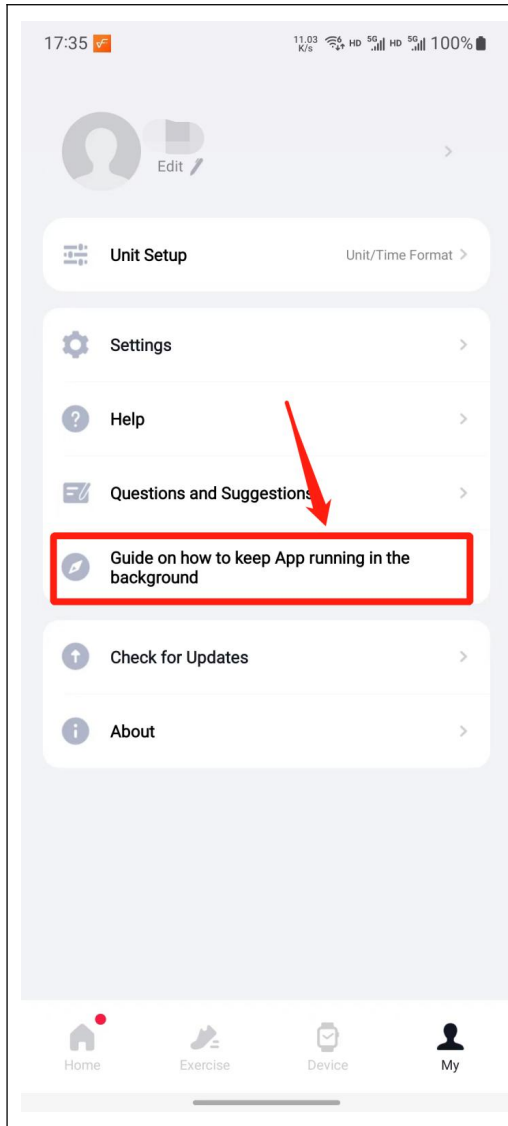 17:35 11.03 K/s 6 HD 5G HD 5G 100%
Edit
Unit Setup Unit/Time Format
Settings
Help
Questions and Suggestions
Guide on how to keep App running in the
background
Check for Updates
About
Home Exercise Device My